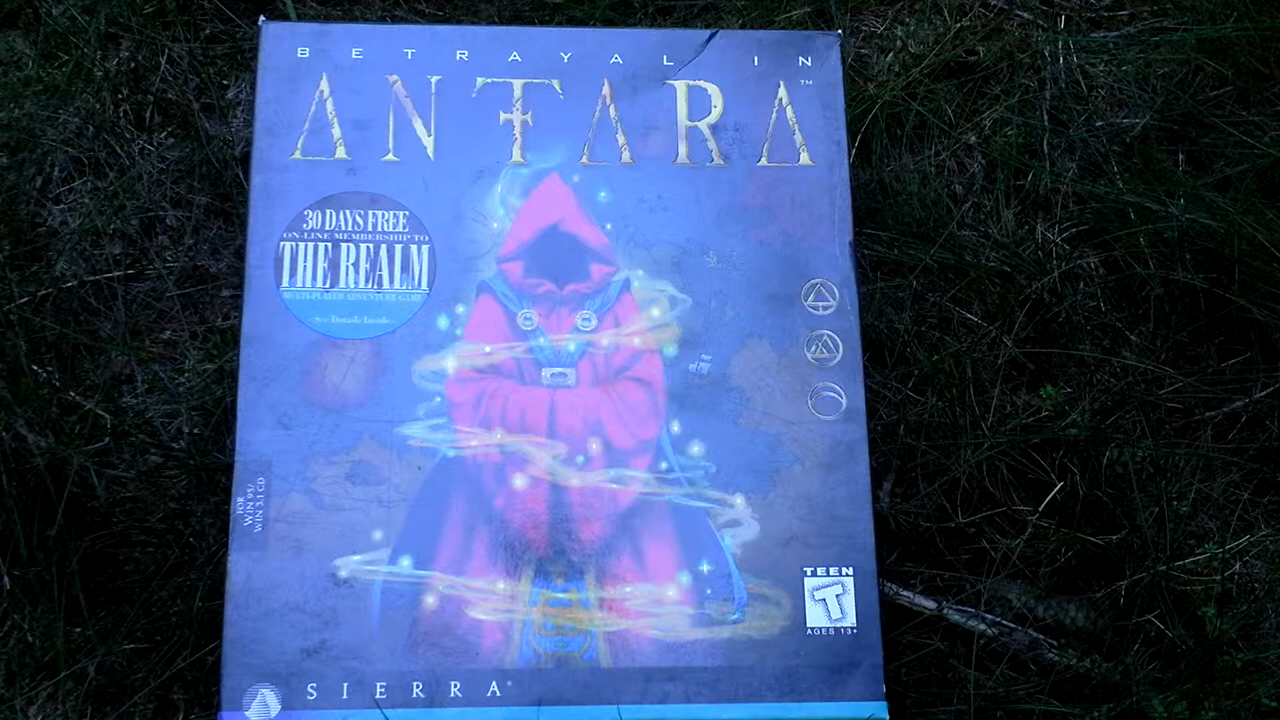 BETRAYAL IN
ANTARA™
30 DAYS FREE
ON-LINE MEMBERSHIP TO
THE REALM
MULTI-PLAYER ADVENTURE GAME
See Details Inside
FOR
WIN 95/
WIN 3.1 CD
TEEN
T
AGES 13+
SIERRA